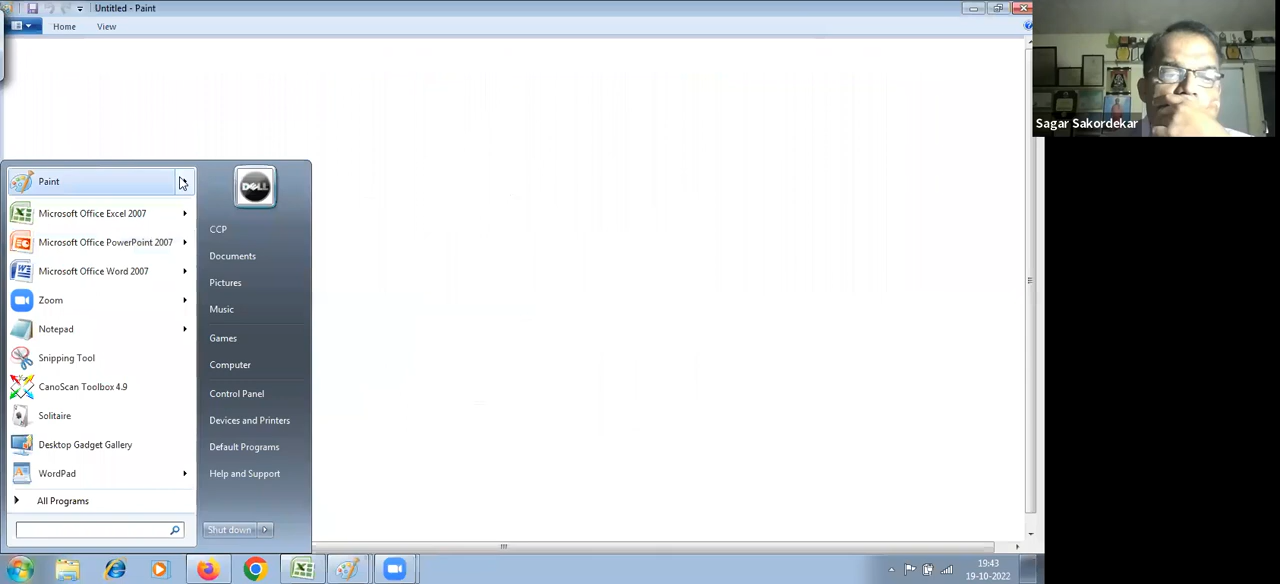 Untitled - Paint
Home View
Sagar Sakordekar
Paint
Microsoft Office Excel 2007
Microsoft Office PowerPoint 2007
Microsoft Office Word 2007
Zoom
Notepad
Snipping Tool
CanoScan Toolbox 4.9
Solitaire
Desktop Gadget Gallery
WordPad
All Programs
DELL
CCP
Documents
Pictures
Music
Games
Computer
Control Panel
Devices and Printers
Default Programs
Help and Support
Shut down
19:43
19-10-2022